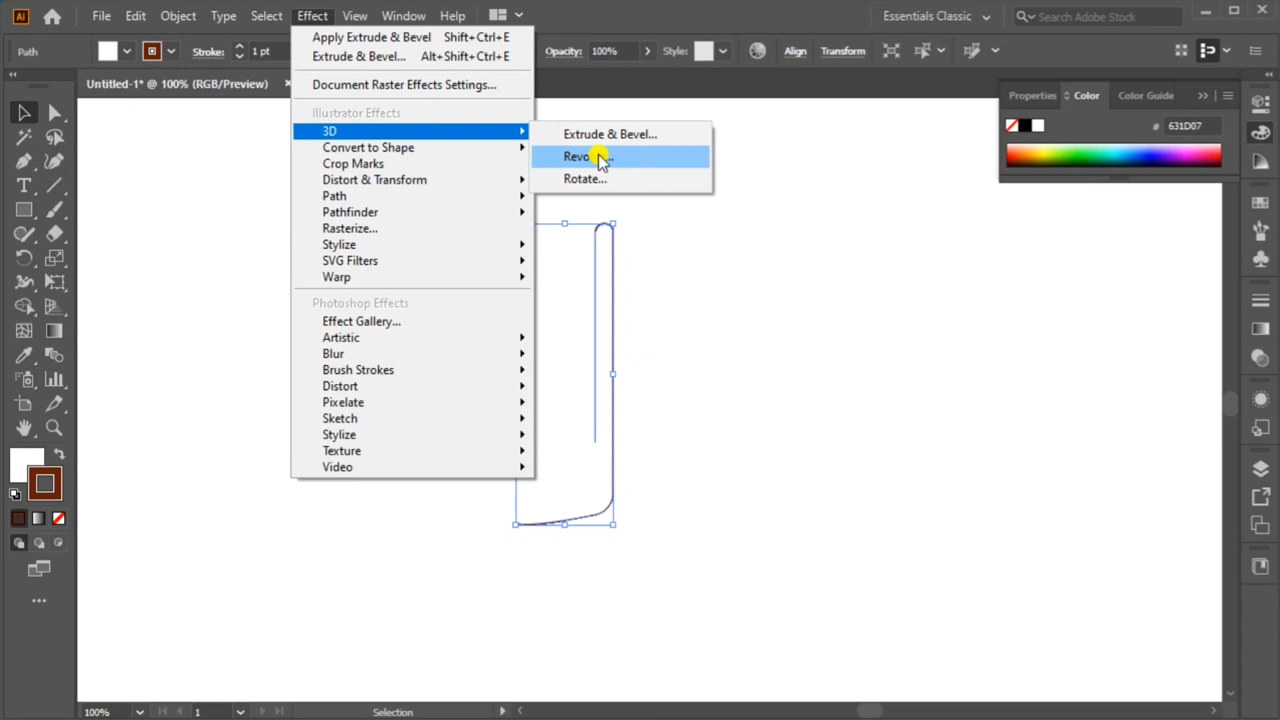 Ai File Edit Object Type Select Effect View Window Help Essentials Classic Search Adobe Stock
Path Stroke: 1 pt Opacity: 100% Style: Align Transform
Untitled-1* @ 100% (RGB/Preview)
Apply Extrude & Bevel Shift+Ctrl+E
Extrude & Bevel... Alt+Shift+Ctrl+E
Document Raster Effects Settings...
Illustrator Effects
3D
Convert to Shape
Crop Marks
Distort & Transform
Path
Pathfinder
Rasterize...
Stylize
SVG Filters
Warp
Photoshop Effects
Effect Gallery...
Artistic
Blur
Brush Strokes
Distort
Pixelate
Sketch
Stylize
Texture
Video
Extrude & Bevel...
Rotate...
Properties Color Color Guide
# 631D07
100% 1 Selection